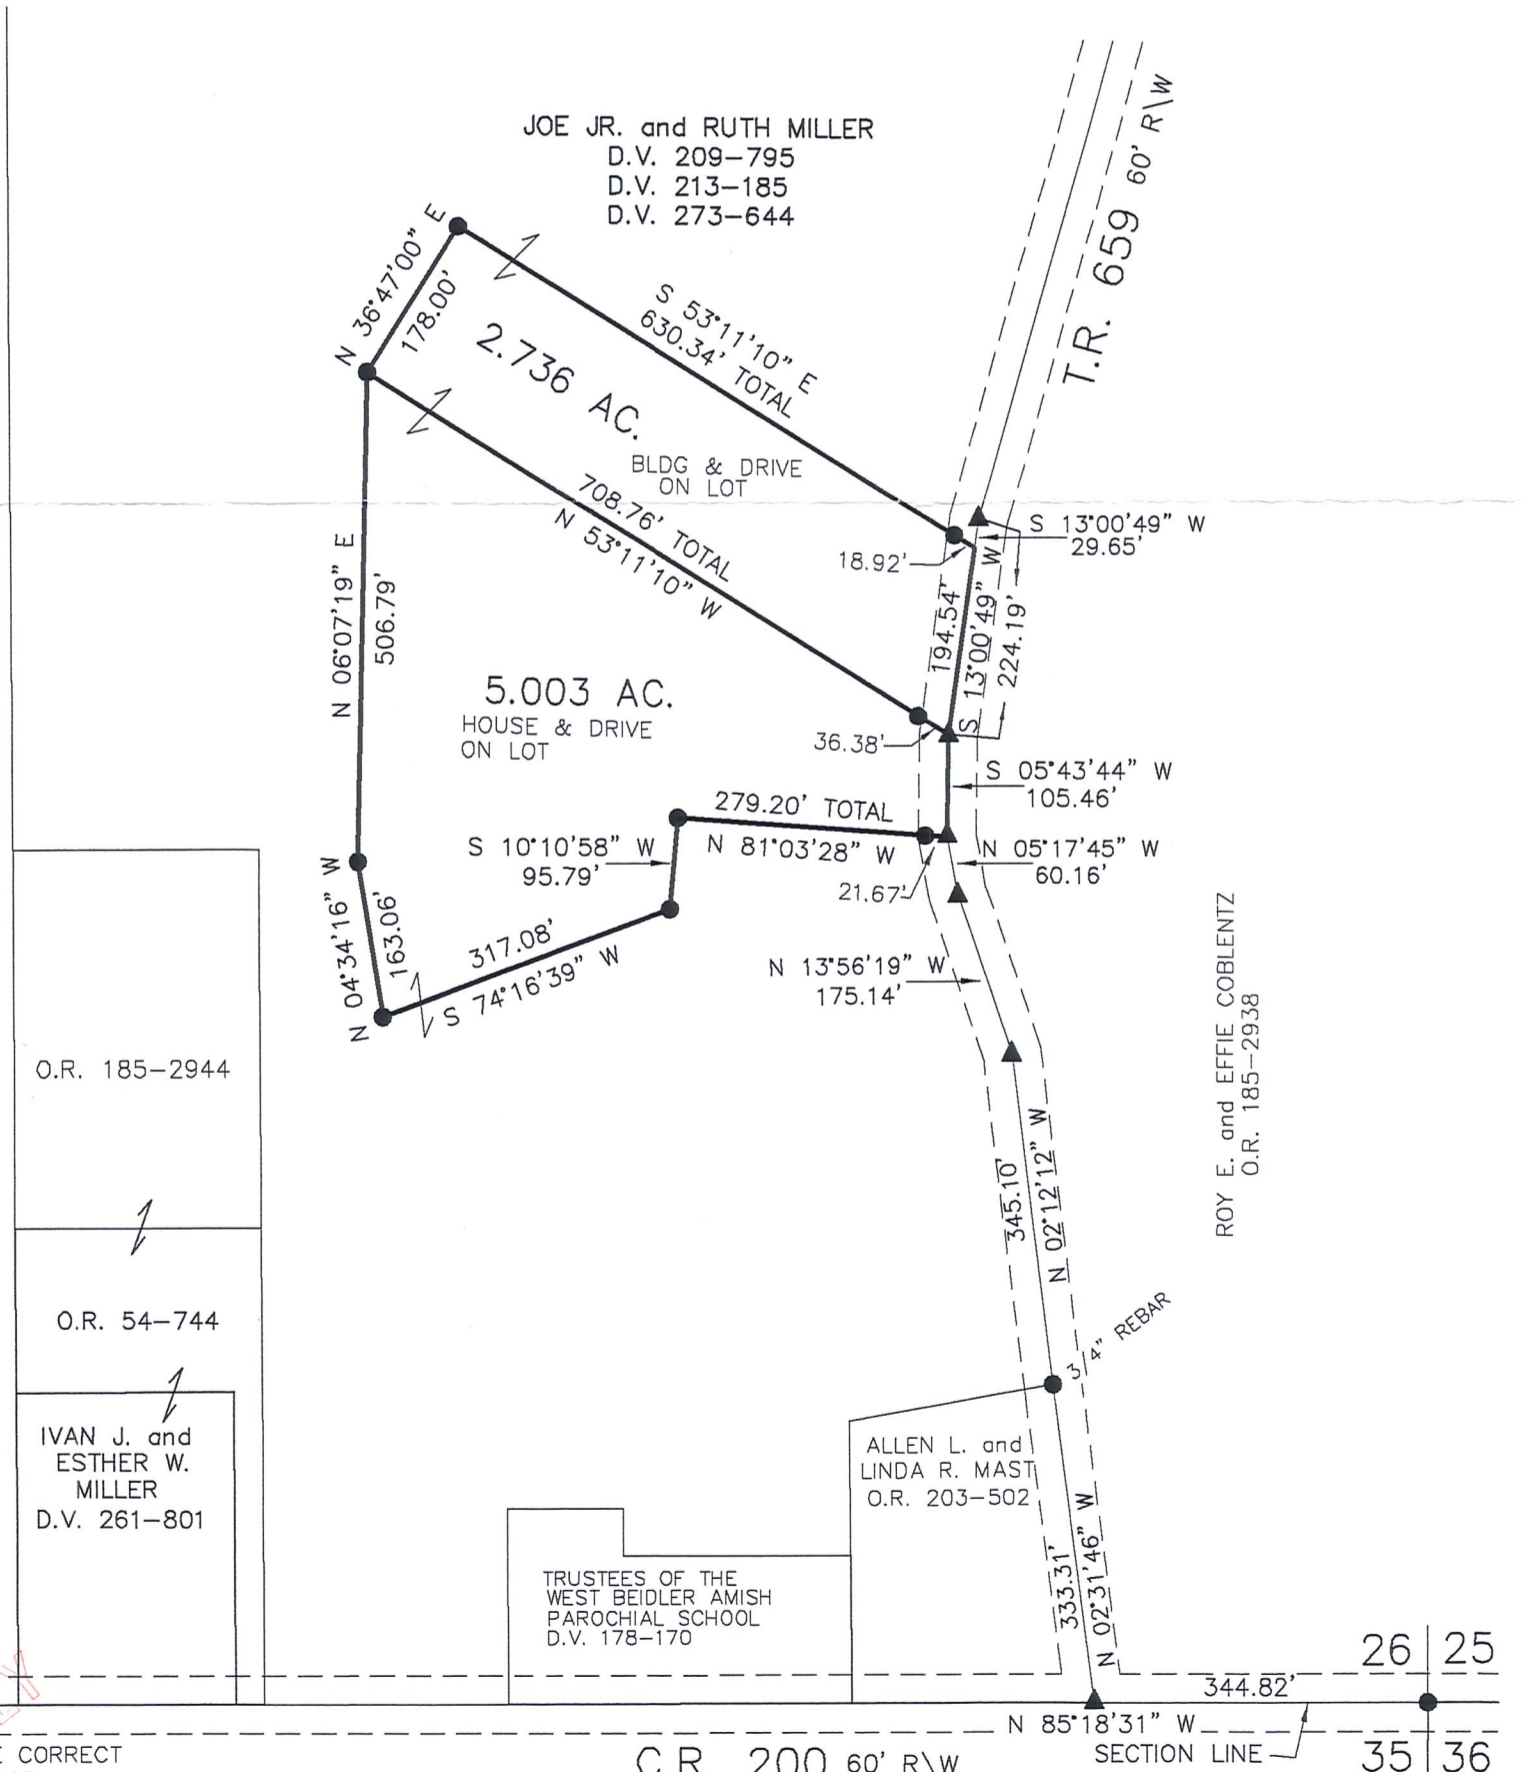 JOE JR. and RUTH MILLER
D.V. 209–795
D.V. 213–185
D.V. 273–644
T.R. 659 60' R\W
N 36°47'00" E
178.00'
S 53°11'10" E
630.34' TOTAL
2.736 AC.
BLDG & DRIVE
ON LOT
708.76' TOTAL
N 53°11'10" W
18.92'
S 13°00'49" W
29.65'
194.54'
S 13°00'49" W
224.19'
N 06°07'19" E
506.79'
5.003 AC.
HOUSE & DRIVE
ON LOT
36.38'
S 05°43'44" W
105.46'
279.20' TOTAL
N 81°03'28" W
S 10°10'58" W
95.79'
21.67'
N 05°17'45" W
60.16'
N 04°34'16" W
163.06'
317.08'
S 74°16'39" W
N 13°56'19" W
175.14'
ROY E. and EFFIE COBLENTZ
O.R. 185–2938
O.R. 185–2944
345.10'
N 02°12'12" W
O.R. 54–744
3 4" REBAR
IVAN J. and
ESTHER W.
MILLER
D.V. 261–801
ALLEN L. and
LINDA R. MAST
O.R. 203–502
TRUSTEES OF THE
WEST BEIDLER AMISH
PAROCHIAL SCHOOL
D.V. 178–170
333.31'
N 02°31'46" W
26 25
344.82'
N 85°18'31" W
SECTION LINE
35 36
CORRECT
C.R. 200 60' R\W